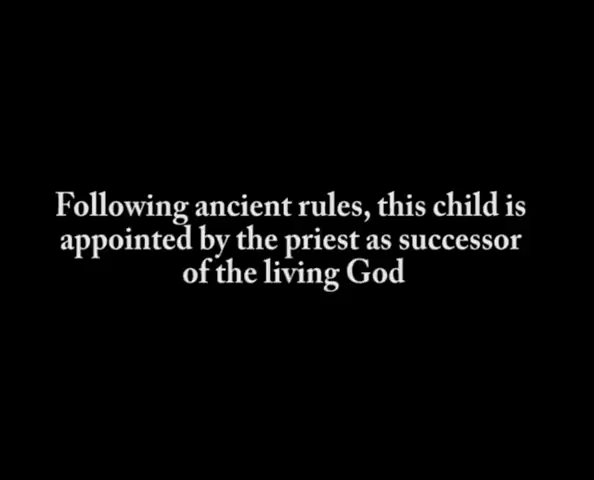 Following ancient rules, this child is
appointed by the priest as successor
of the living God